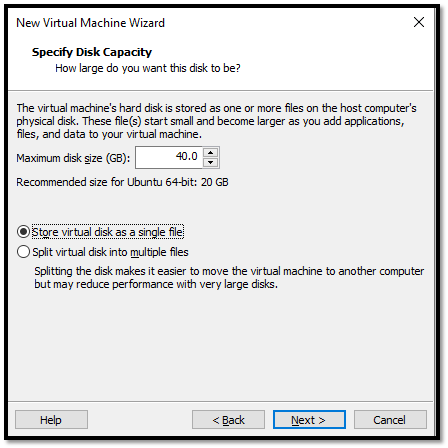 New Virtual Machine Wizard
Specify Disk Capacity
How large do you want this disk to be?
The virtual machine's hard disk is stored as one or more files on the host computer's
physical disk. These file(s) start small and become larger as you add applications,
files, and data to your virtual machine.
Maximum disk size (GB): 40.0
Recommended size for Ubuntu 64-bit: 20 GB
Store virtual disk as a single file
Split virtual disk into multiple files
Splitting the disk makes it easier to move the virtual machine to another computer
but may reduce performance with very large disks.
Help < Back Next > Cancel